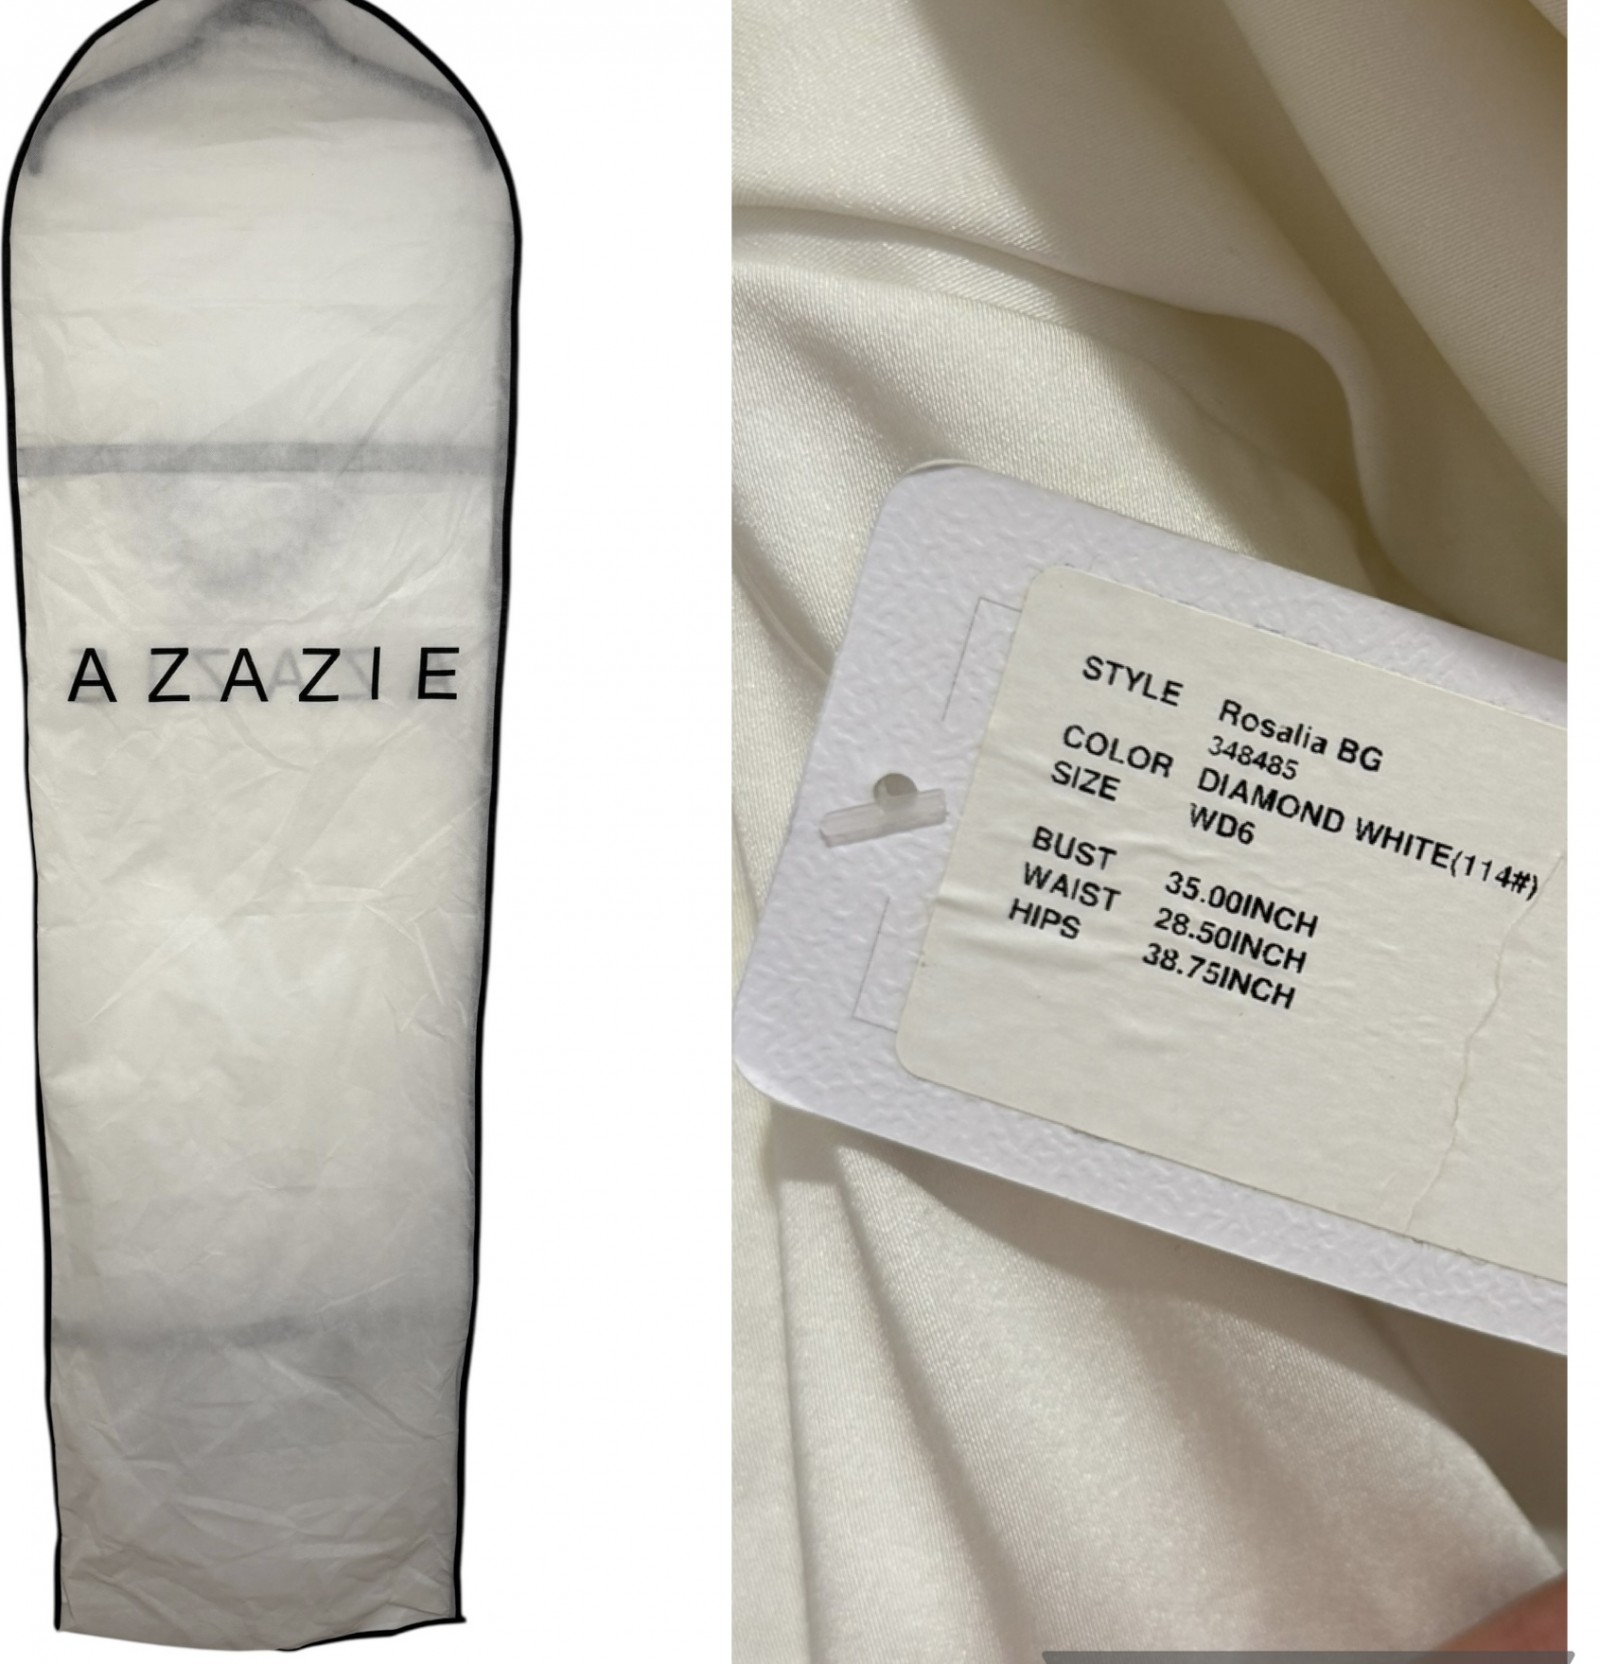 AZAZIE
STYLE Rosalia BG
348485
COLOR DIAMOND WHITE(114#)
SIZE WD6
BUST 35.00INCH
WAIST 28.50INCH
HIPS 38.75INCH